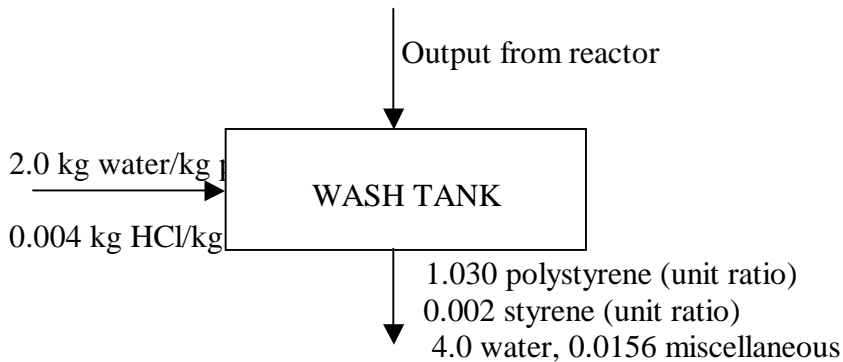 Output from reactor
2.0 kg water/kg p
WASH TANK
0.004 kg HCl/kg
1.030 polystyrene (unit ratio)
0.002 styrene (unit ratio)
4.0 water, 0.0156 miscellaneous